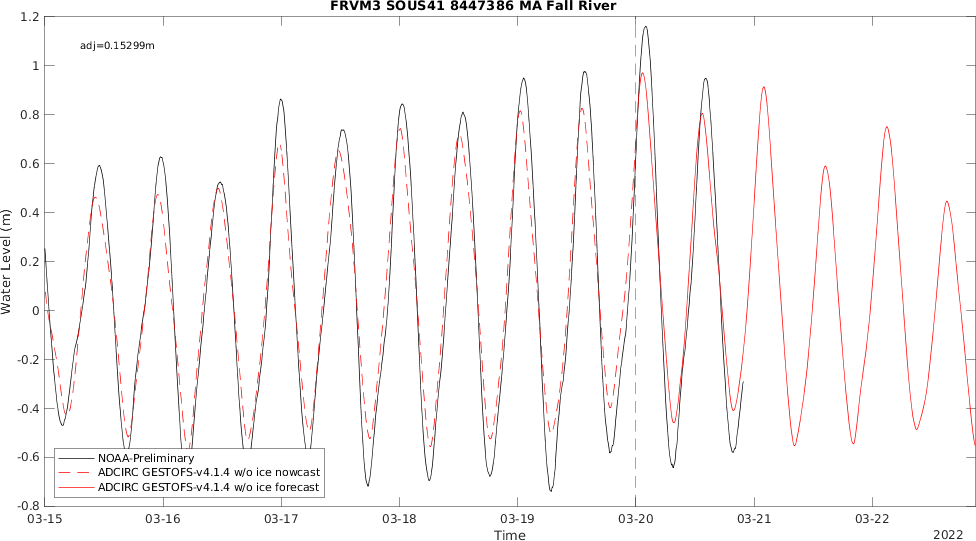 FRVM3 SOUS41 8447386 MA Fall River
adj=0.15299m
Water Level (m)
1.2
1
0.8
0.6
0.4
0.2
0
-0.2
-0.4
-0.6
-0.8
NOAA-Preliminary
ADCIRC GESTOFS-v4.1.4 w/o ice nowcast
ADCIRC GESTOFS-v4.1.4 w/o ice forecast
03-15 03-16 03-17 03-18 03-19 03-20 03-21 03-22
Time
2022